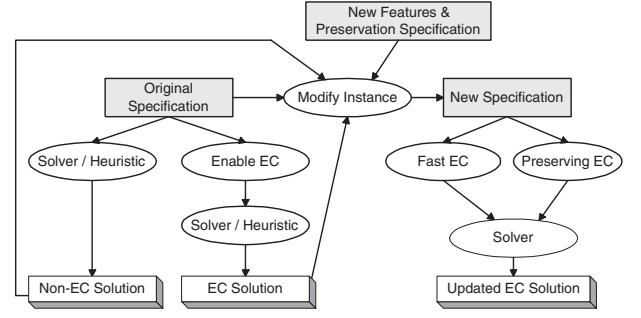 New Features &
Preservation Specification
Original
Specification
Modify Instance
New Specification
Solver / Heuristic
Enable EC
Fast EC
Preserving EC
Solver / Heuristic
Solver
Non-EC Solution
EC Solution
Updated EC Solution